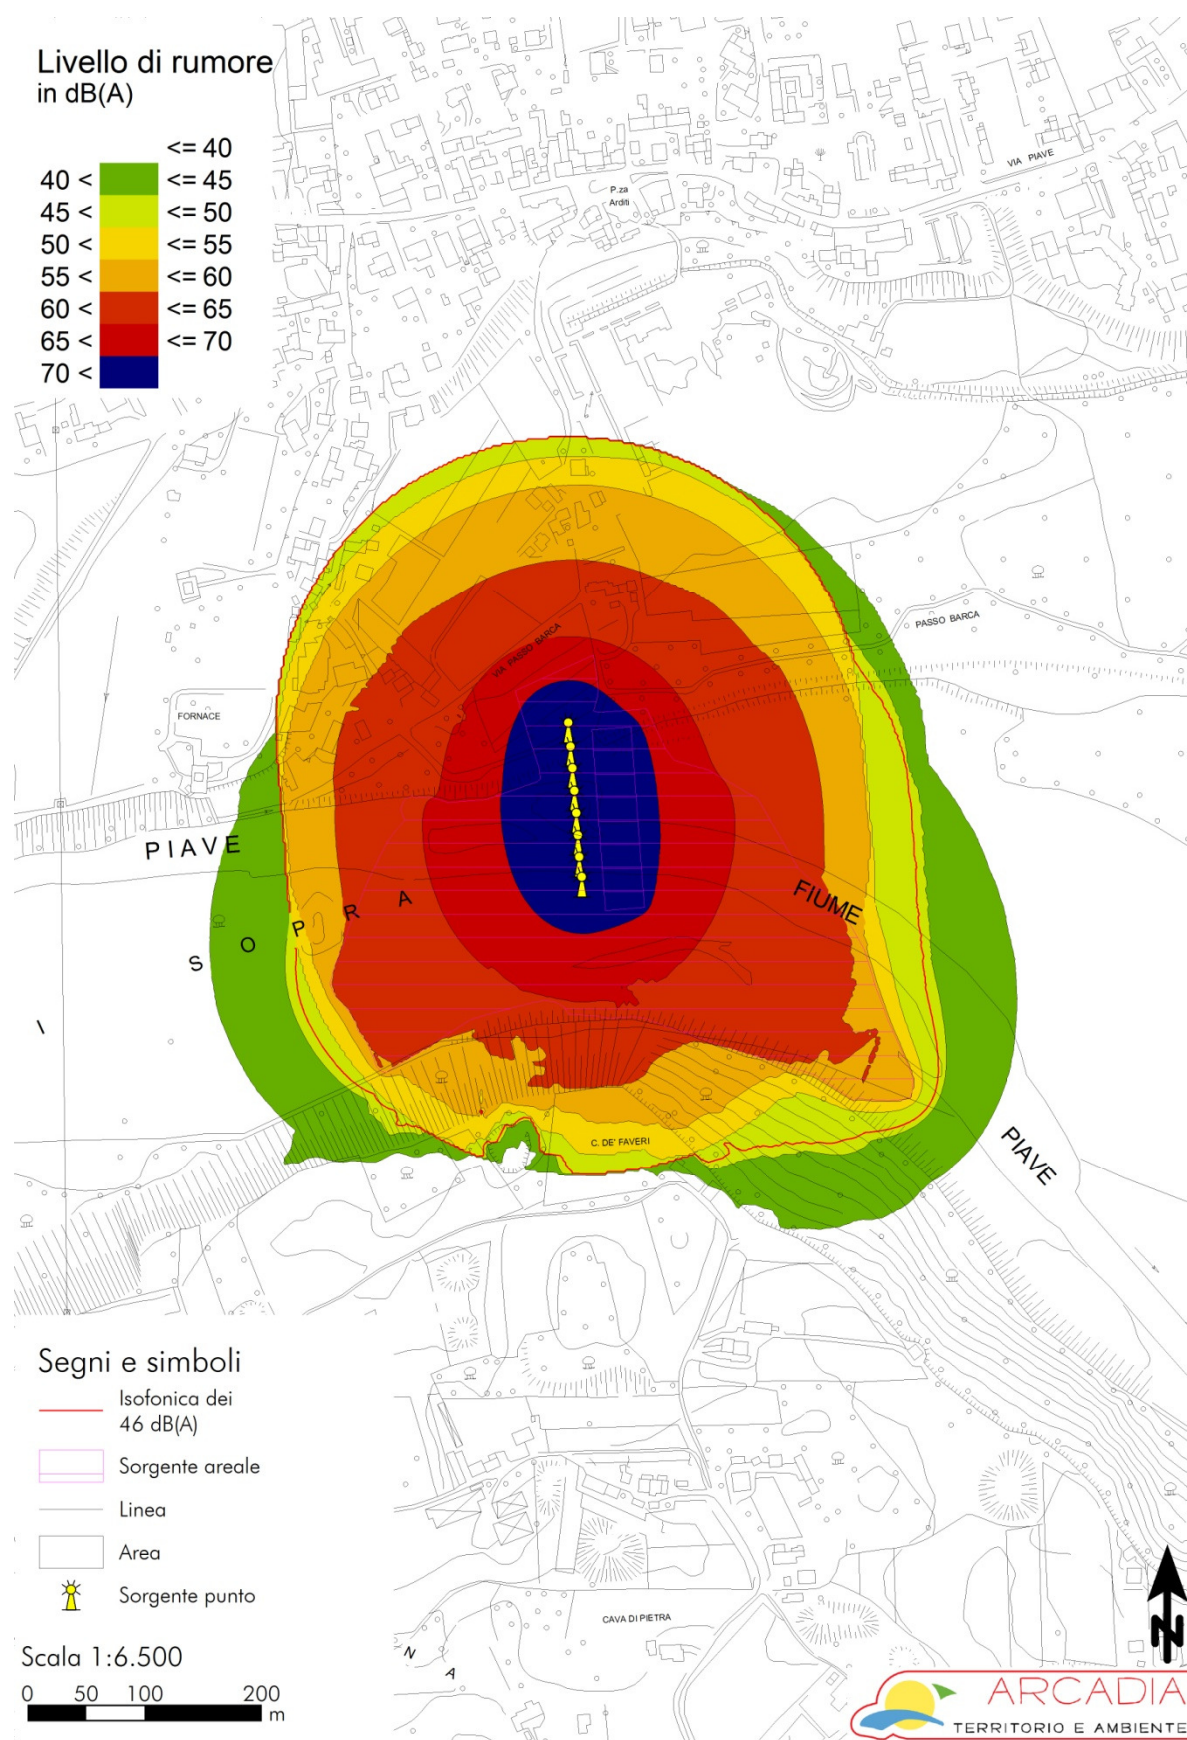 Livello di rumore
in dB(A)
<= 40
40 < <= 45
45 < <= 50
50 < <= 55
55 < <= 60
60 < <= 65
65 < <= 70
70 <
VIA PIAVE
P.za
Arditi
PASSO BARCA
VIA PASSO BARCA
FORNACE
PIAVE
FIUME
S O P R A
I
C. DE' FAVERI
PIAVE
Segni e simboli
Isofonica dei
46 dB(A)
Sorgente areale
Linea
Area
Sorgente punto
CAVA DI PIETRA
N A
N
Scala 1:6.500
0 50 100 200
m
ARCADIA
TERRITORIO E AMBIENTE